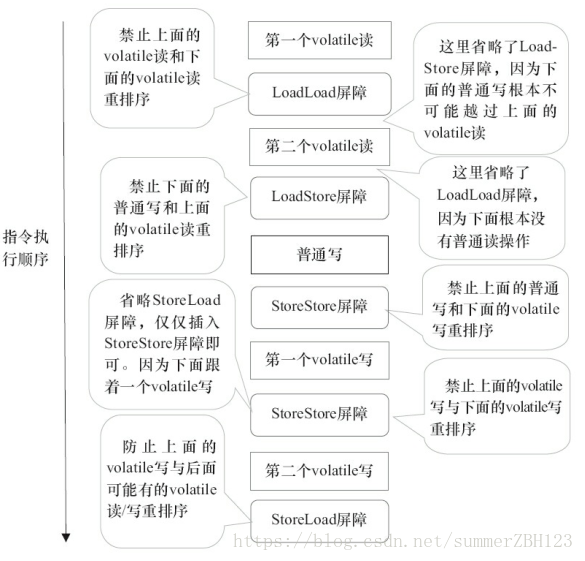 禁止上面的
volatile读和下
面的volatile读
重排序
第一个volatile读
LoadLoad屏障
这里省略了Load-
Store屏障，因为下
面的普通写根本不
可能越过上面的
volatile读
第二个volatile读
禁止下面的
普通写和上面
的volatile读重
排序
LoadStore屏障
这里省略了
LoadLoad屏障，
因为下面根本没
有普通读操作
指令执
行顺序
普通写
省略StoreLoad
屏障，仅仅插入
StoreStore屏障即
可。因为下面跟
着一个volatile写
StoreStore屏障
禁止上面的普通
写和下面的volatile
写重排序
第一个volatile写
StoreStore屏障
禁止上面的volatile
写与下面的volatile写
重排序
防止上面的
volatile写与后面
可能有的volatile
读/写重排序
第二个volatile写
StoreLoad屏障
https://blog.csdn.net/summerZBH123